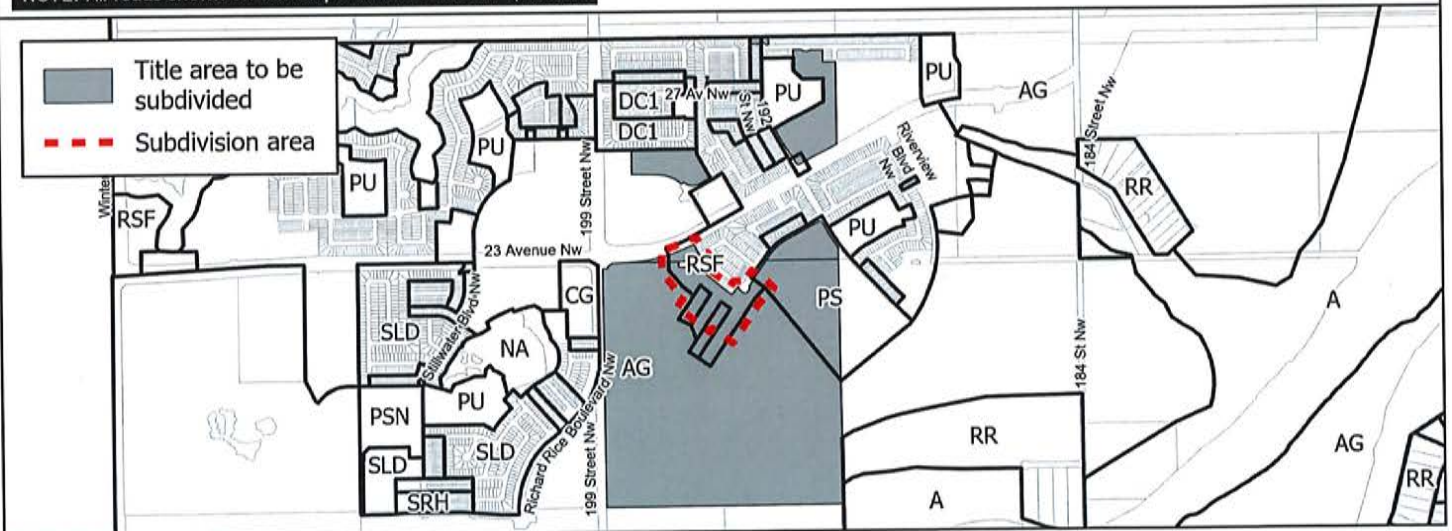 Title area to be
subdivided
Subdivision area
PU
AG
DC1
27 Av Nw
DC1
192
St Nw
PU
PU
199 Street Nw
Riverview
Blvd
Nw
184 Street Nw
RR
PU
RSF
PU
23 Avenue Nw
RSF
CG
PS
A
SLD
Stillwater Blvd Nw
NA
AG
184 St Nw
PU
PSN
SLD
SLD
SRH
Richard Rice Boulevard Nw
199 Street Nw
RR
A
AG
RR